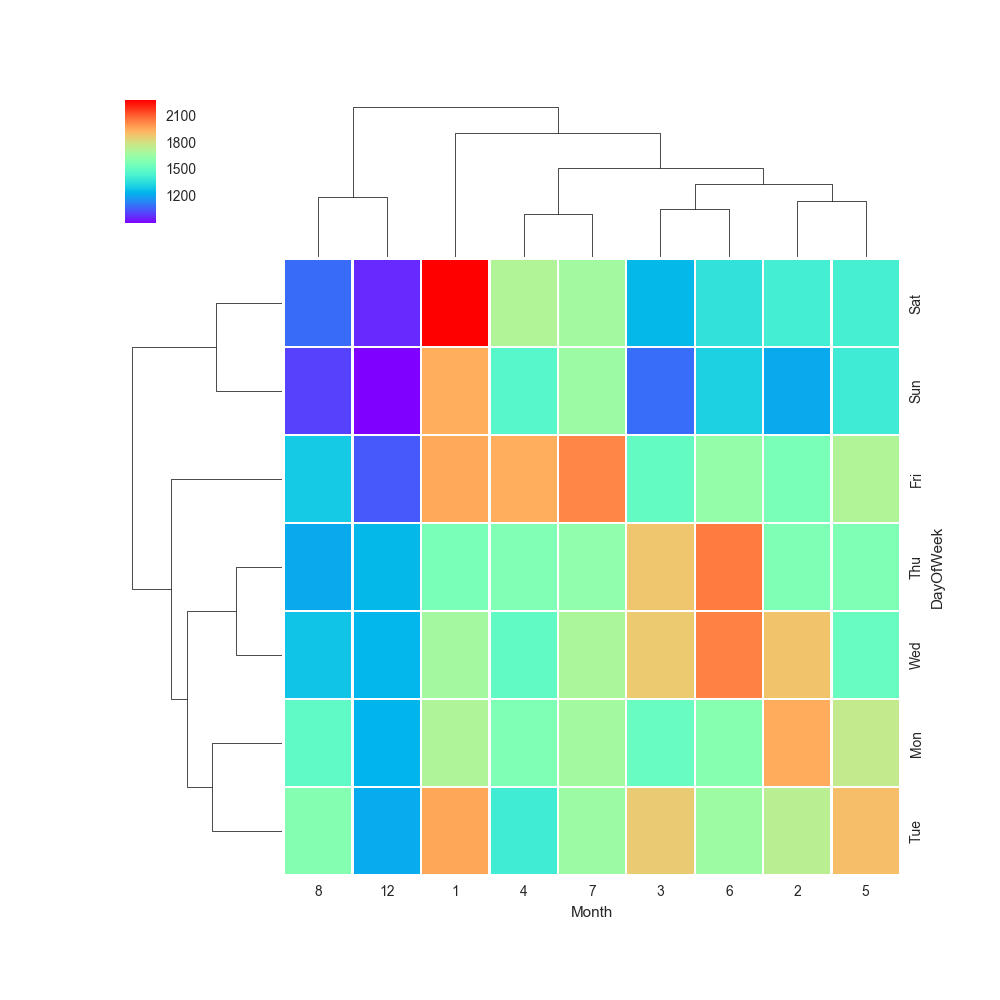 2100
1800
1500
1200
Sat
Sun
Fri
Thu
Wed
Mon
Tue
DayOfWeek
8 12 1 4 7 3 6 2 5
Month